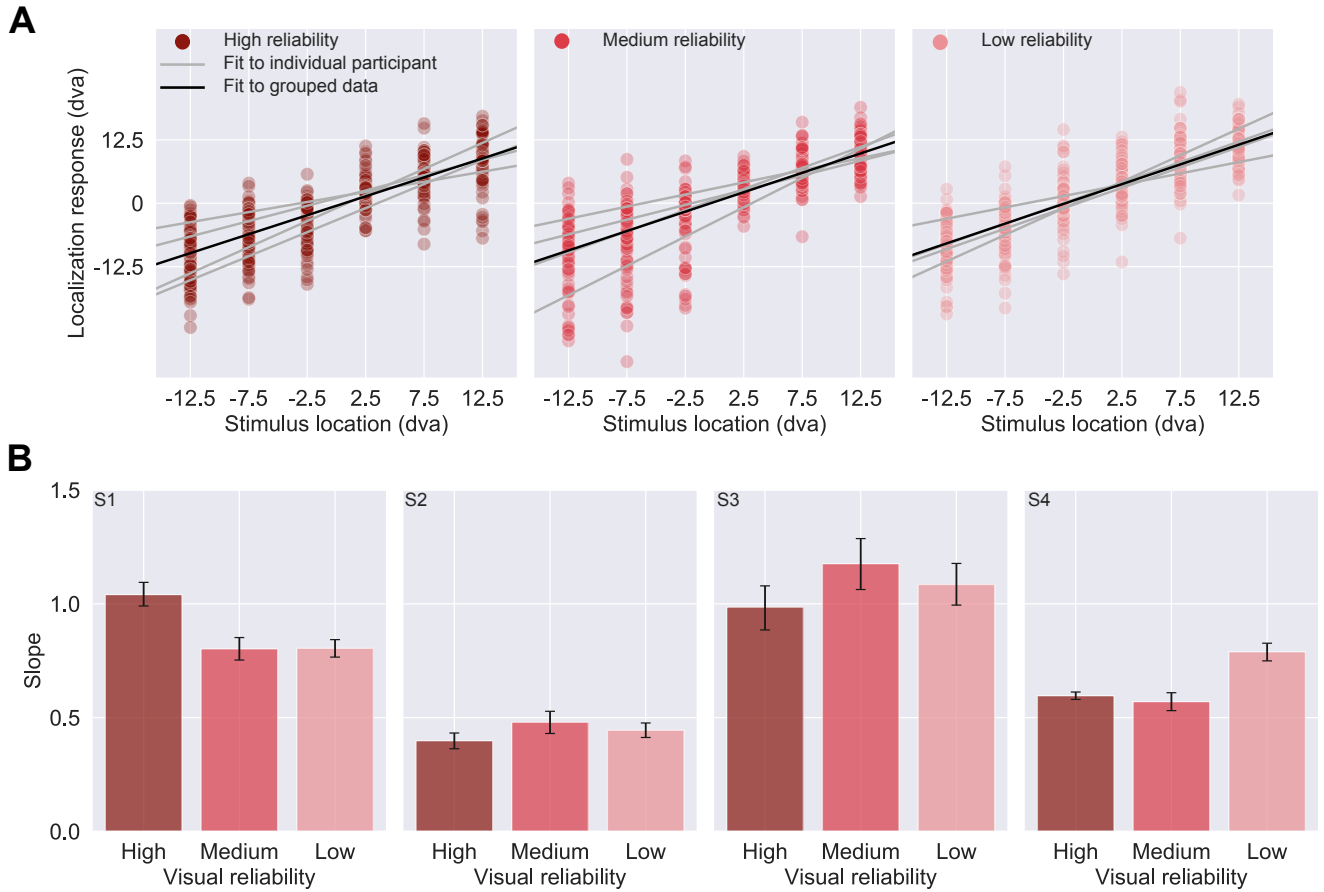 A
High reliability
Fit to individual participant
Fit to grouped data
Medium reliability
Low reliability
Localization response (dva)
12.5
0
-12.5
-12.5 -7.5 -2.5 2.5 7.5 12.5
Stimulus location (dva)
-12.5 -7.5 -2.5 2.5 7.5 12.5
Stimulus location (dva)
-12.5 -7.5 -2.5 2.5 7.5 12.5
Stimulus location (dva)
B
Slope
1.5
1.0
0.5
0.0
S1
High Medium Low
Visual reliability
S2
High Medium Low
Visual reliability
S3
High Medium Low
Visual reliability
S4
High Medium Low
Visual reliability